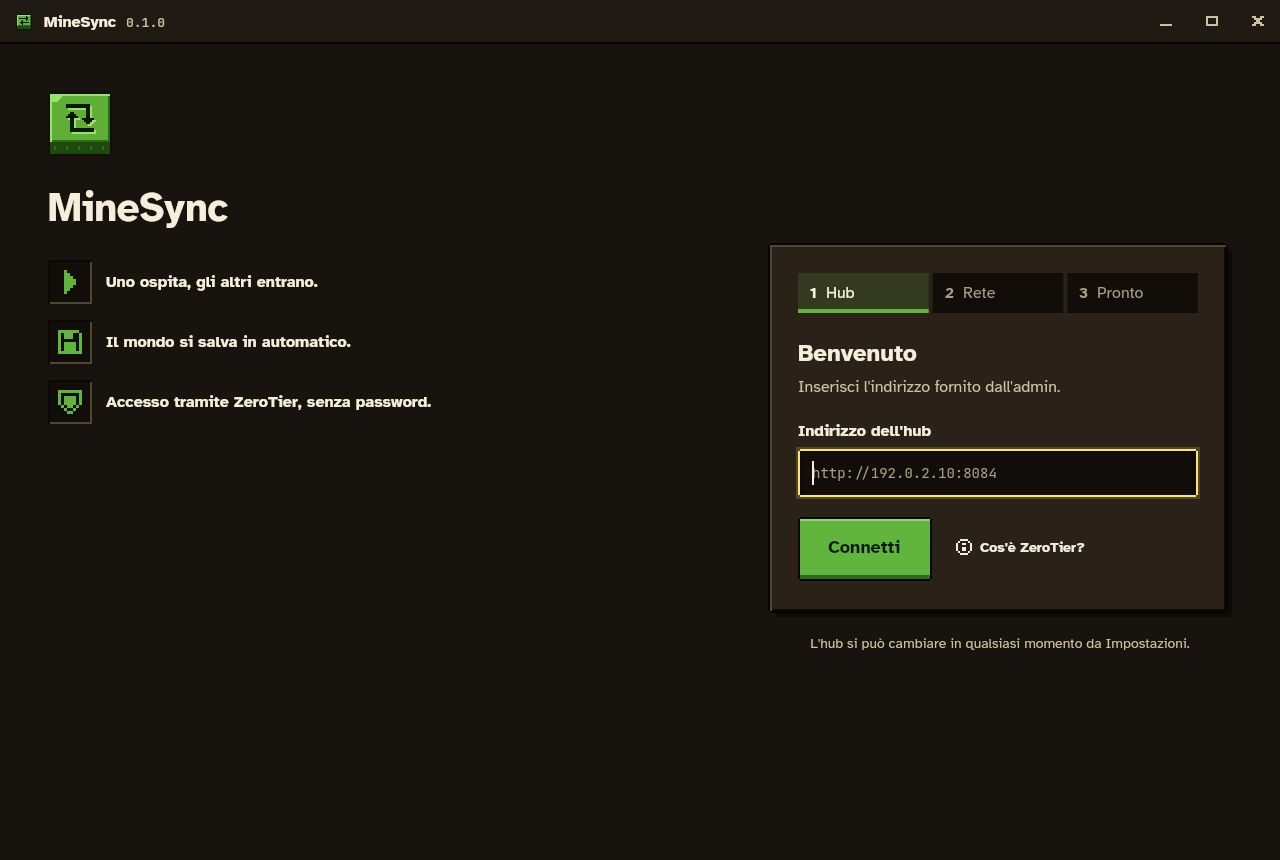 MineSync 0.1.0
MineSync
Uno ospita, gli altri entrano.
Il mondo si salva in automatico.
Accesso tramite ZeroTier, senza password.
1 Hub
2 Rete
3 Pronto
Benvenuto
Inserisci l'indirizzo fornito dall'admin.
Indirizzo dell'hub
http://192.0.2.10:8084
Connetti
Cos'è ZeroTier?
L'hub si può cambiare in qualsiasi momento da Impostazioni.